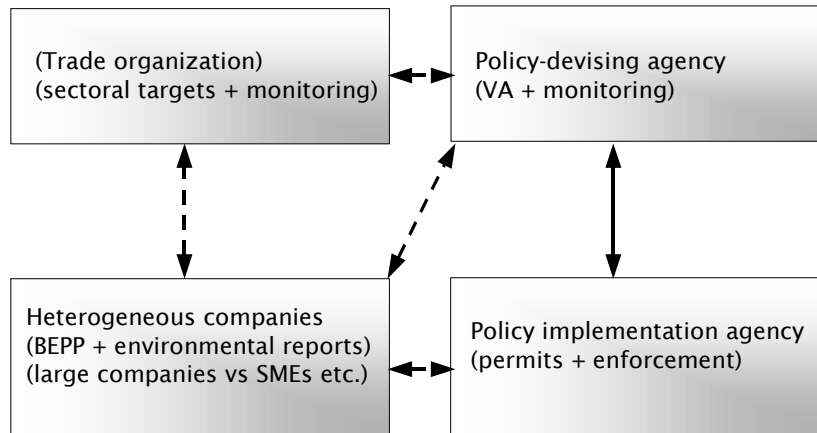 (Trade organization)
(sectoral targets + monitoring)
Policy-devising agency
(VA + monitoring)
Heterogeneous companies
(BEPP + environmental reports)
(large companies vs SMEs etc.)
Policy implementation agency
(permits + enforcement)